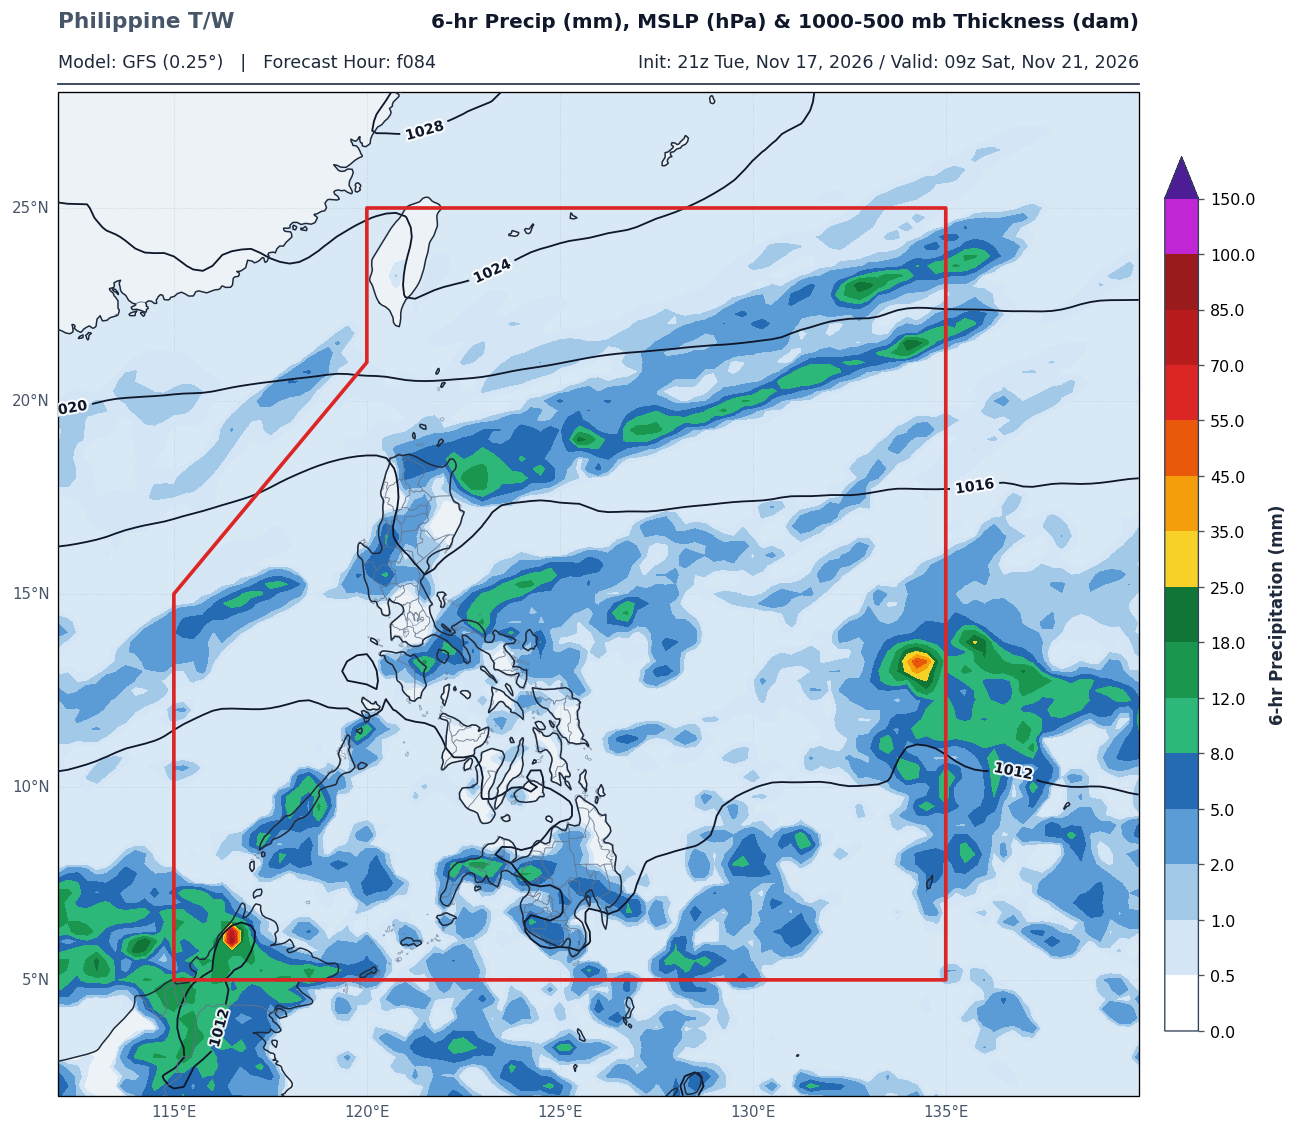 Philippine T/W
6-hr Precip (mm), MSLP (hPa) & 1000-500 mb Thickness (dam)
Model: GFS (0.25°) | Forecast Hour: f084
Init: 21z Tue, Nov 17, 2026 / Valid: 09z Sat, Nov 21, 2026
1028
1024
020
1016
1012
1012
25°N
20°N
15°N
10°N
5°N
115°E
120°E
125°E
130°E
135°E
150.0
100.0
85.0
70.0
55.0
45.0
35.0
25.0
18.0
12.0
8.0
5.0
2.0
1.0
0.5
0.0
6-hr Precipitation (mm)